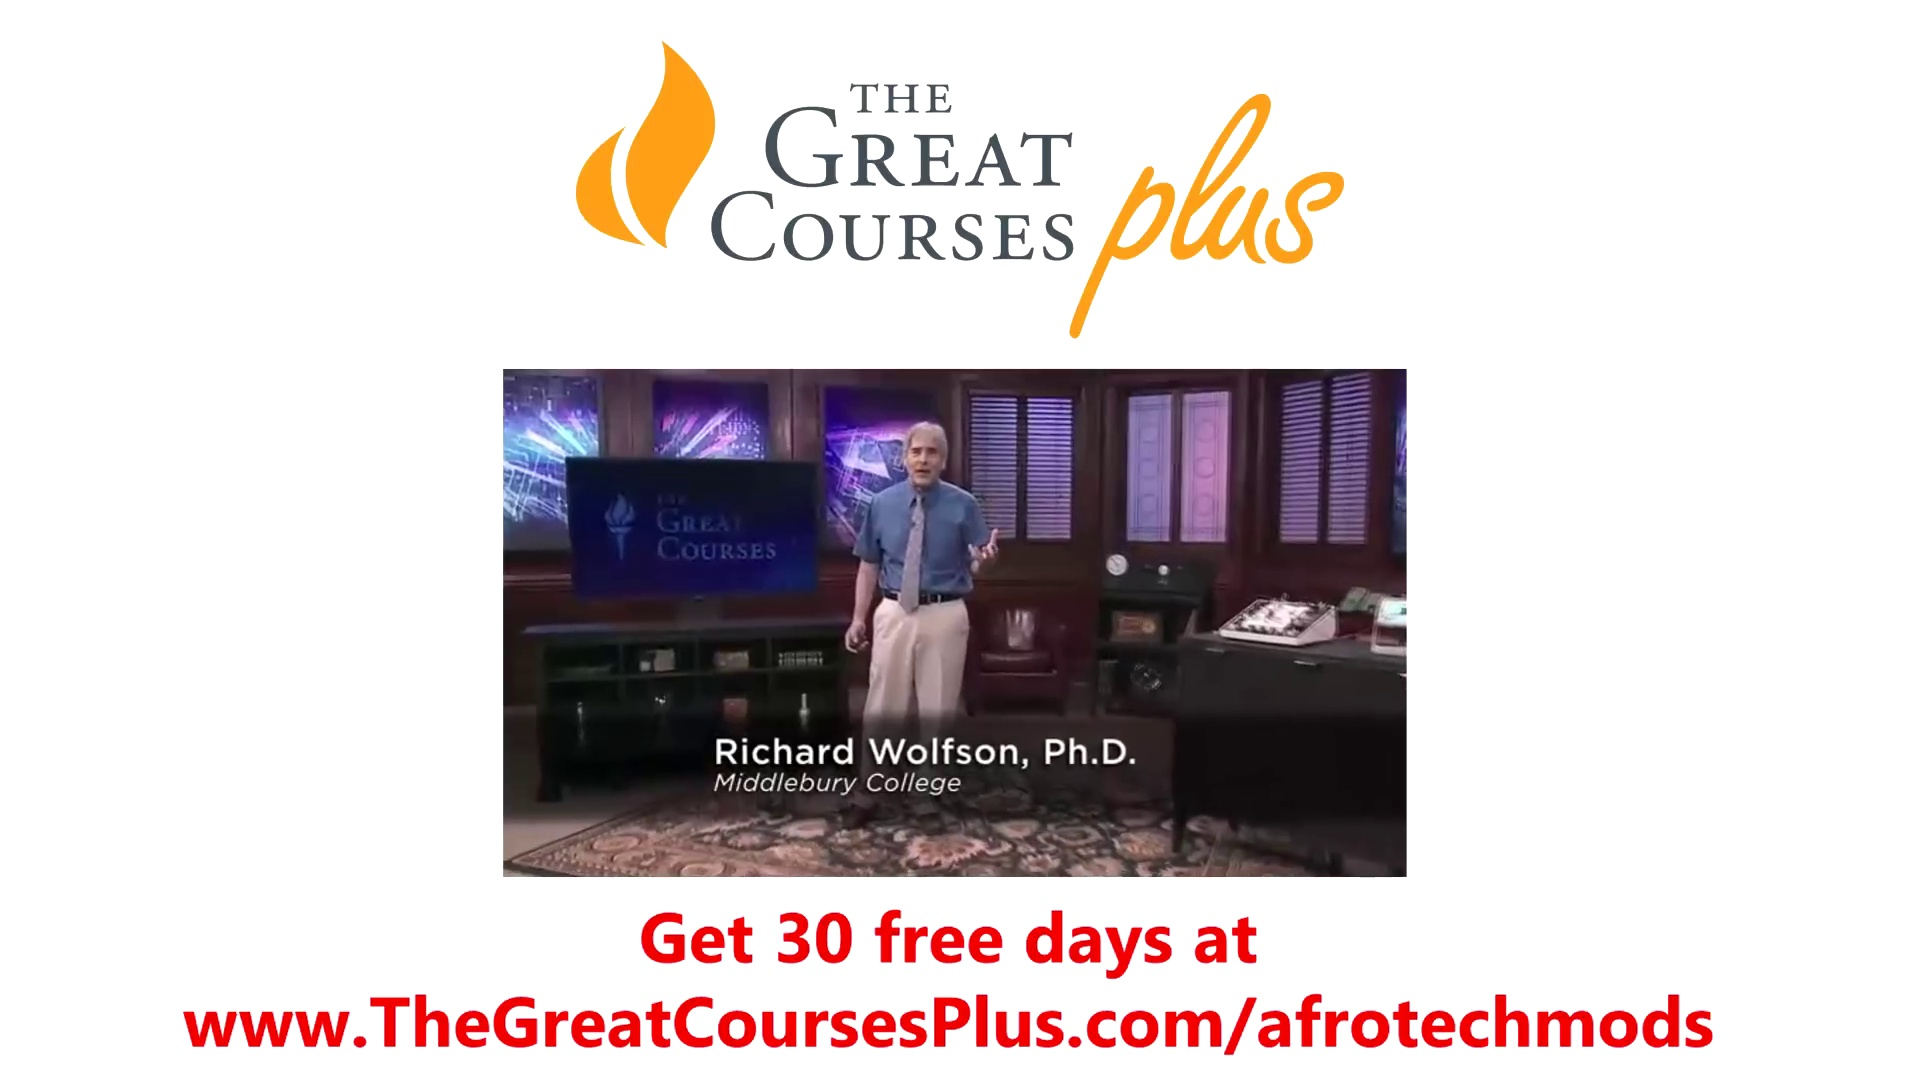 THE
GREAT
COURSES plus
THE
GREAT
COURSES
Richard Wolfson, Ph.D.
Middlebury College
Get 30 free days at
www.TheGreatCoursesPlus.com/afrotechmods